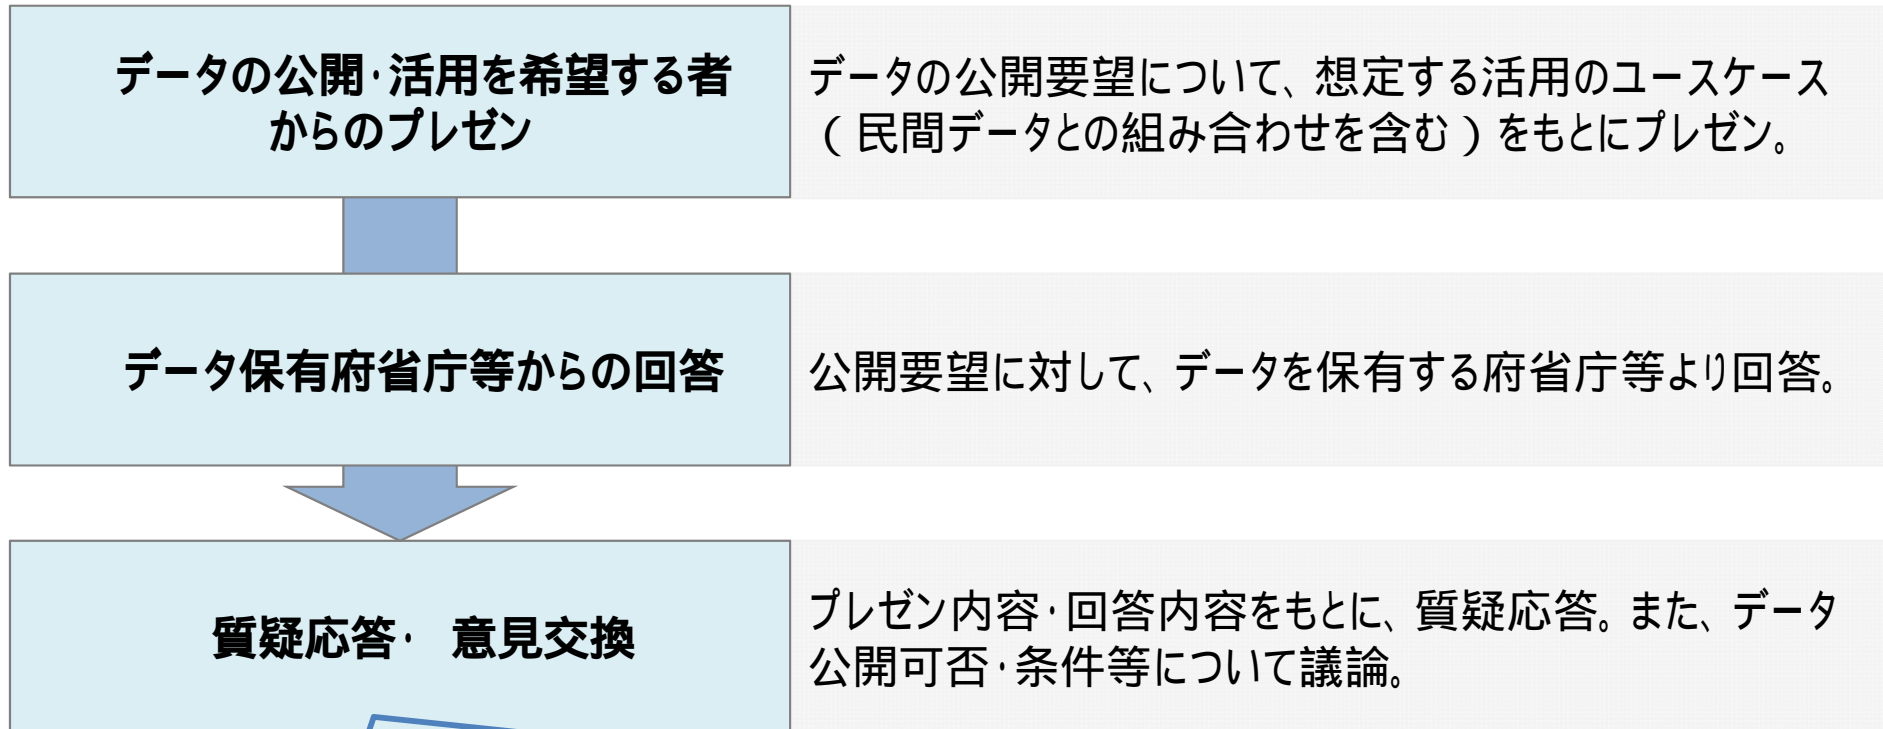 データの公開・活用を希望する者
からのプレゼン
データの公開要望について、想定する活用のユースケース
（民間データとの組み合わせを含む）をもとにプレゼン。
データ保有府省庁等からの回答
公開要望に対して、データを保有する府省庁等より回答。
質疑応答・ 意見交換
プレゼン内容・回答内容をもとに、質疑応答。また、データ
公開可否・条件等について議論。